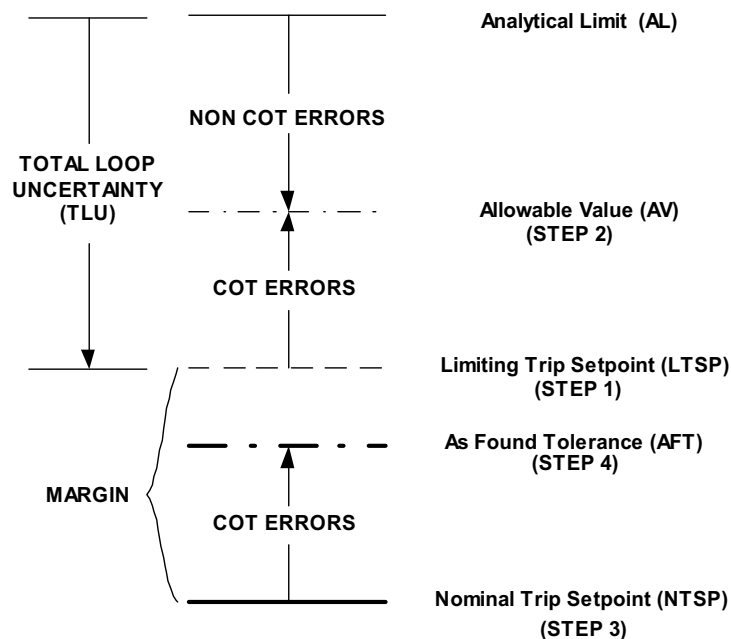 Analytical Limit (AL)
NON COT ERRORS
TOTAL LOOP
UNCERTAINTY
(TLU)
Allowable Value (AV)
(STEP 2)
COT ERRORS
Limiting Trip Setpoint (LTSP)
(STEP 1)
As Found Tolerance (AFT)
(STEP 4)
MARGIN
COT ERRORS
Nominal Trip Setpoint (NTSP)
(STEP 3)